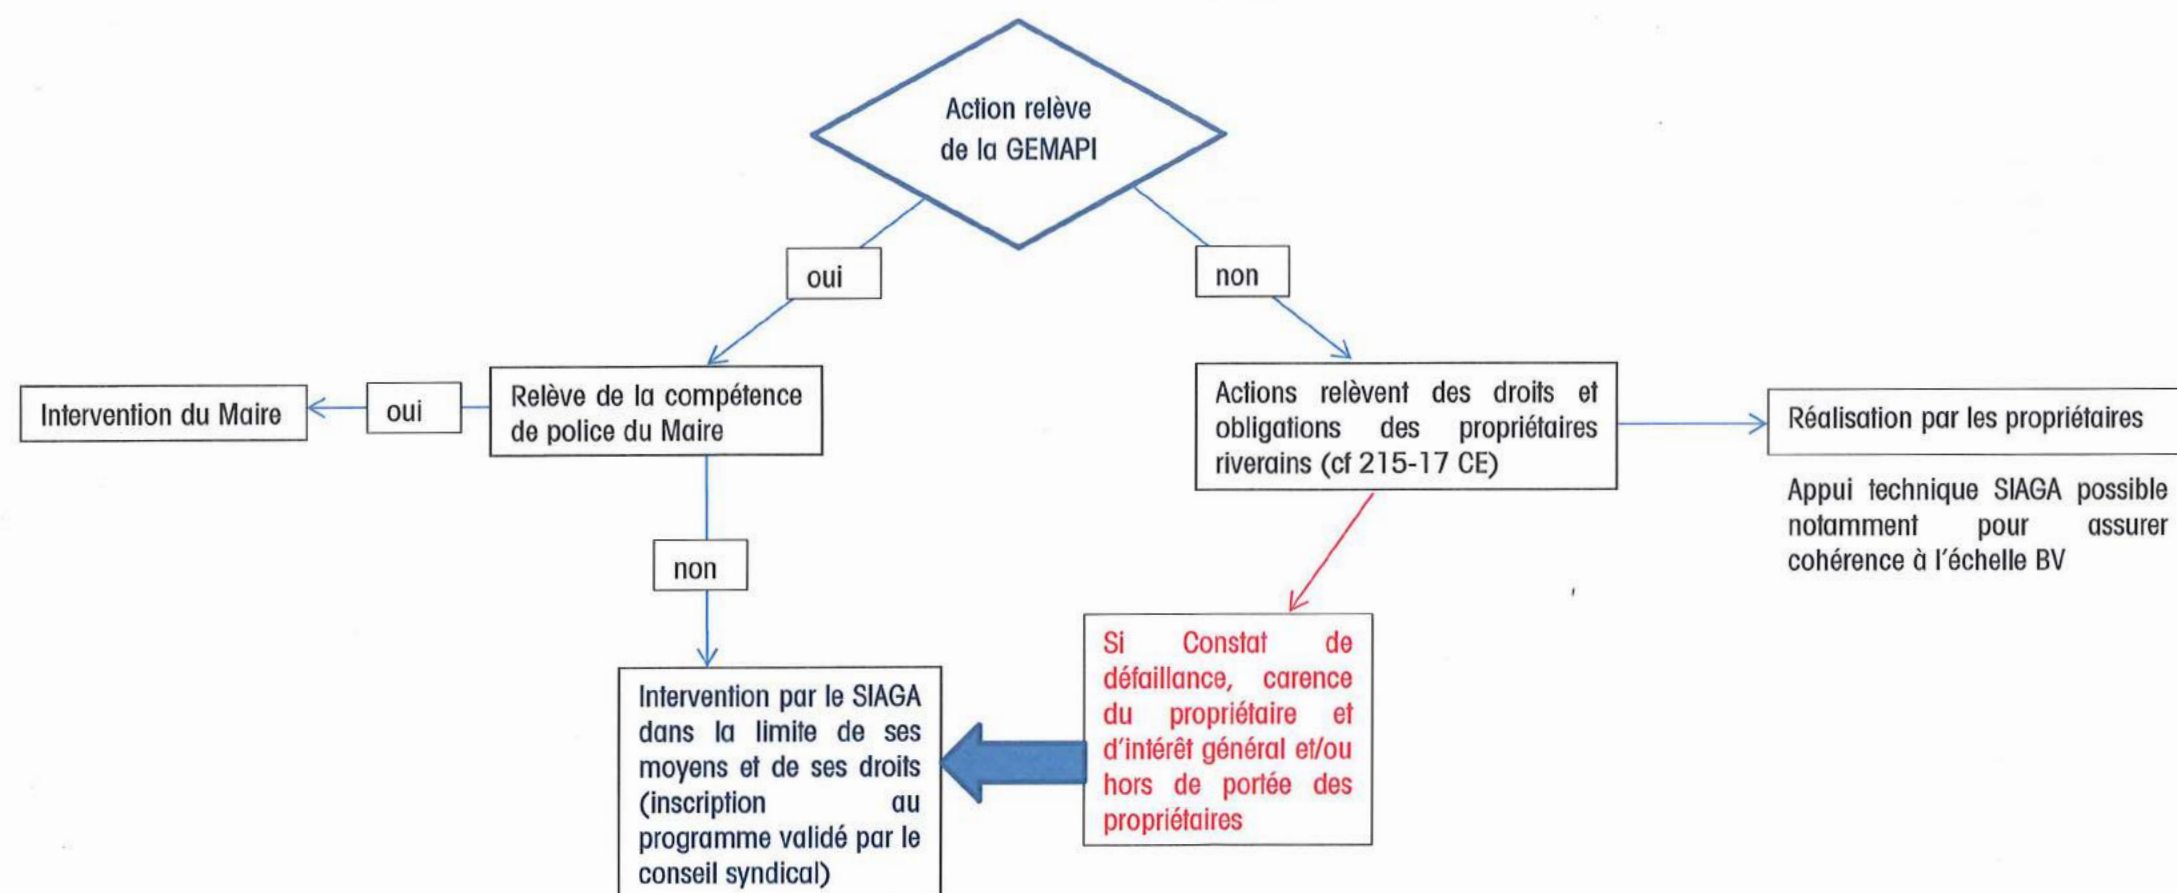 Action relève
de la GEMAPI
oui
non
Intervention du Maire
oui
Relève de la compétence
de police du Maire
Actions relèvent des droits et
obligations des propriétaires
riverains (cf 215-17 CE)
Réalisation par les propriétaires
Appui technique SIAGA possible
notamment pour assurer
cohérence à l'échelle BV
non
Si Constat de
défaillance, carence
du propriétaire et
d'intérêt général et/ou
hors de portée des
propriétaires
Intervention par le SIAGA
dans la limite de ses
moyens et de ses droits
(inscription au
programme validé par le
conseil syndical)